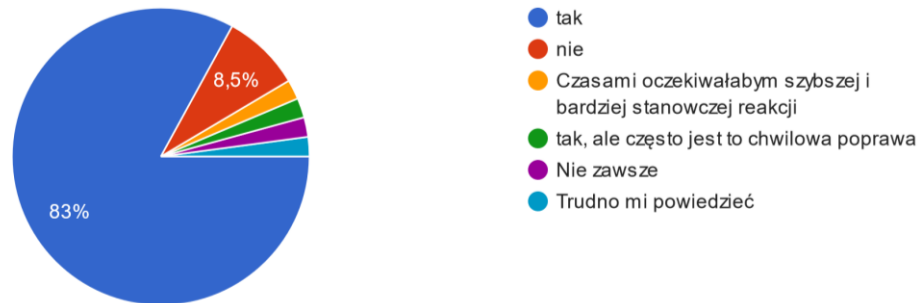 tak
nie
8,5%
Czasami oczekiwałabym szybszej i
bardziej stanowczej reakcji
tak, ale często jest to chwilowa poprawa
Nie zawsze
Trudno mi powiedzieć
83%